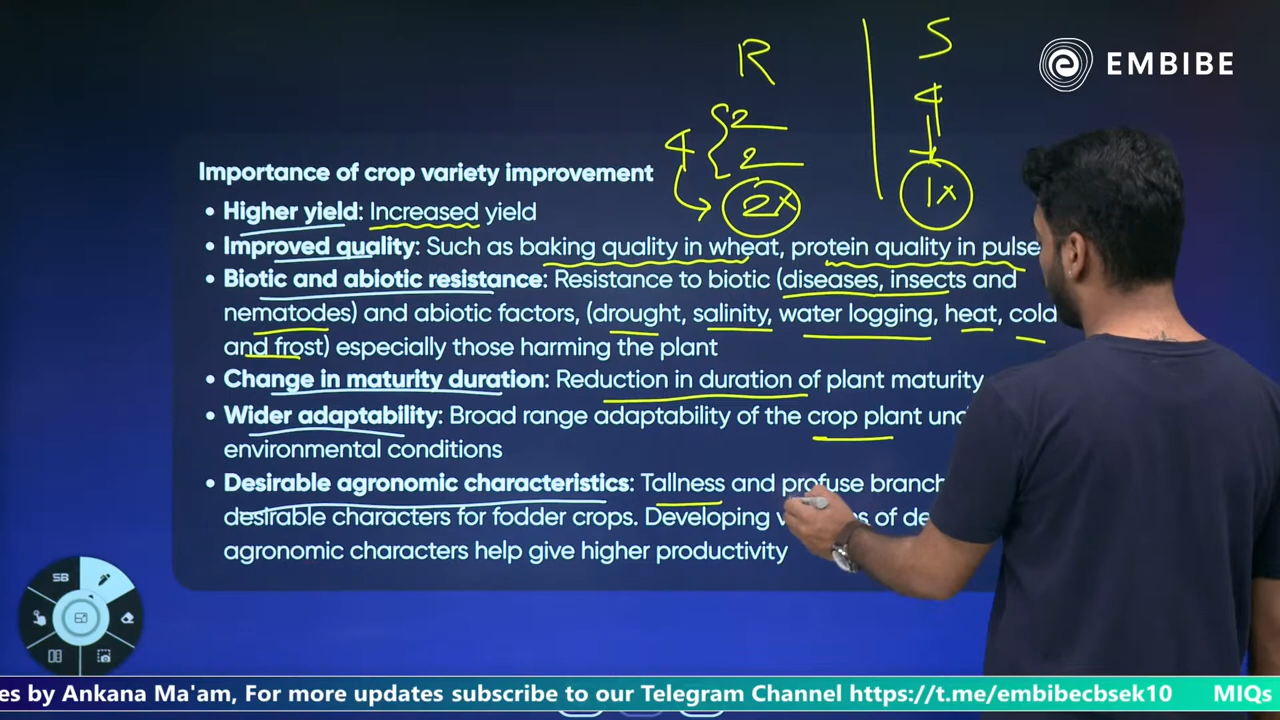 R
S
EMBIBE
4 { 2
2
4
2x
1x
Importance of crop variety improvement
• Higher yield: Increased yield
• Improved quality: Such as baking quality in wheat, protein quality in pulse
• Biotic and abiotic resistance: Resistance to biotic (diseases, insects and
nematodes) and abiotic factors, (drought, salinity, water logging, heat, cold
and frost) especially those harming the plant
• Change in maturity duration: Reduction in duration of plant maturity
• Wider adaptability: Broad range adaptability of the crop plant
environmental conditions
• Desirable agronomic characteristics: Tallness and profuse
desirable characters for fodder crops. Developing of
agronomic characters help give higher productivity
SB
by Ankana Ma'am, For more updates subscribe to our Telegram Channel https://t.me/embibecbsek10 MIQs